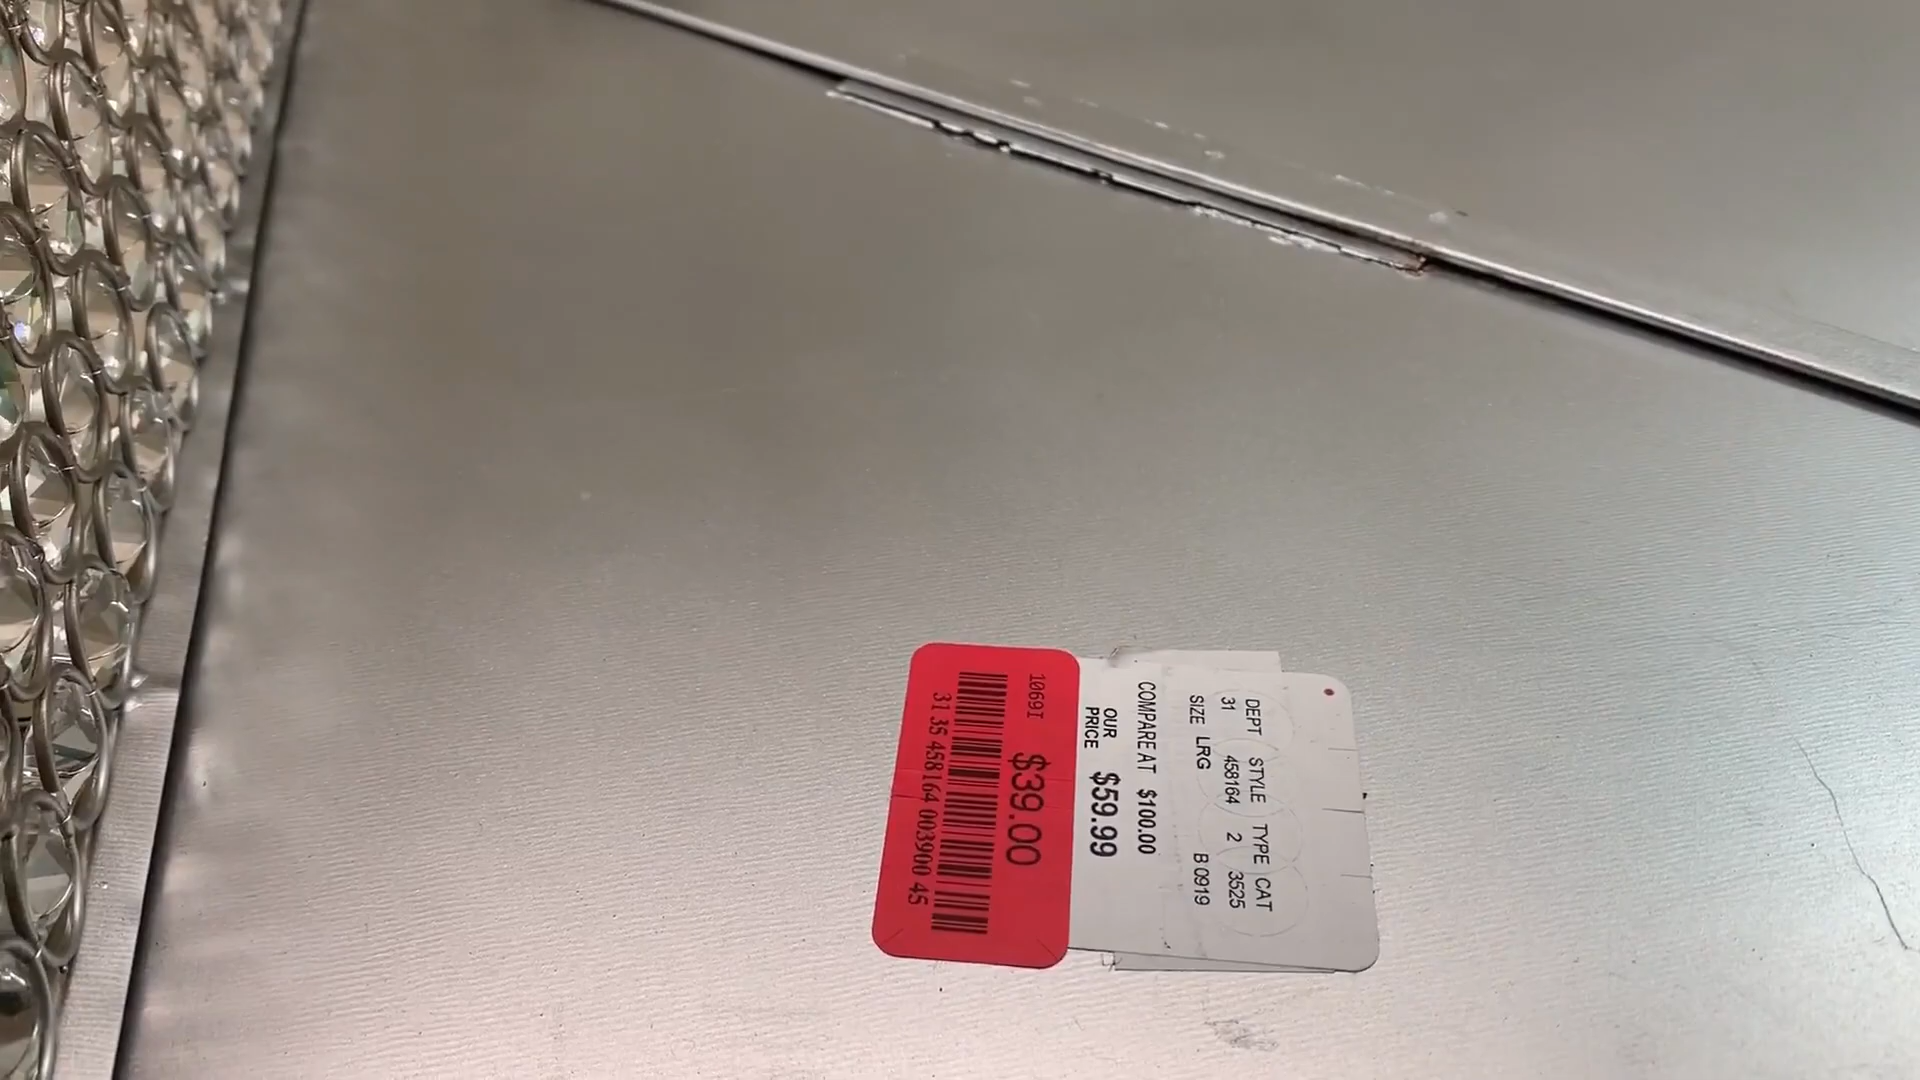 DEPT STYLE TYPE CAT
31 458164 2 3525
SIZE LRG B 0919
COMPARE AT $100.00
OUR PRICE $59.99
1069I $39.00
31 35 458164 003900 45